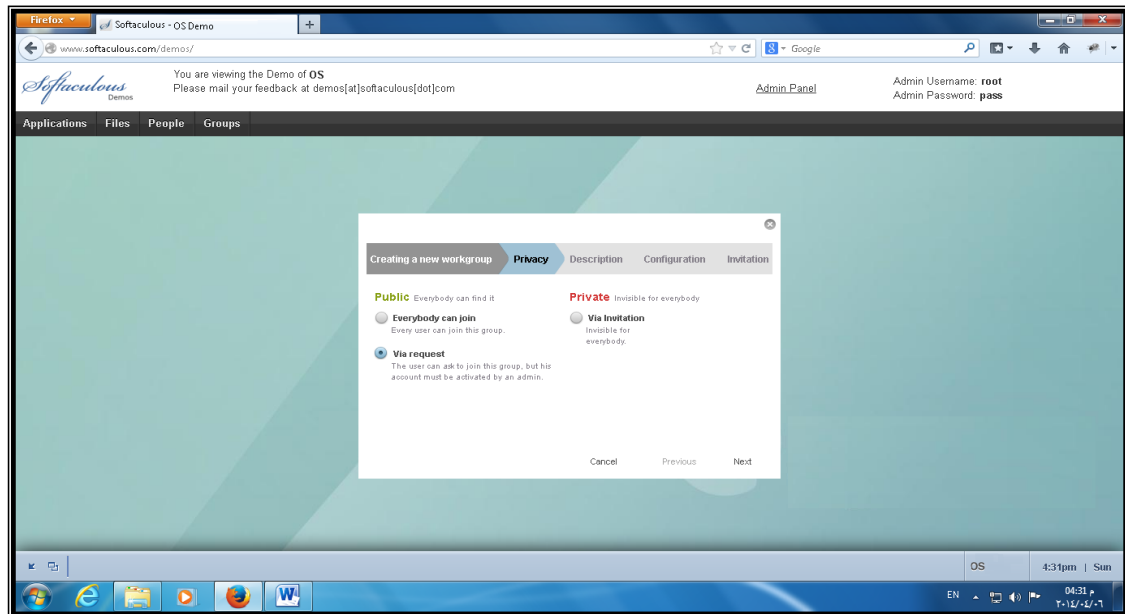 Firefox
Softaculous - OS Demo
www.softaculous.com/demos/
Google
Softaculous
Demos
You are viewing the Demo of OS
Please mail your feedback at demos[at]softaculous[dot]com
Admin Panel
Admin Username: root
Admin Password: pass
Applications Files People Groups
Creating a new workgroup Privacy Description Configuration Invitation
Public Everybody can find it
Everybody can join
Every user can join this group.
Via request
The user can ask to join this group, but his
account must be activated by an admin.
Private Invisible for everybody
Via Invitation
Invisible for
everybody.
Cancel Previous Next
OS 4:31pm | Sun
EN
04:31 م
٢٠١٤/٠٤/٠٦